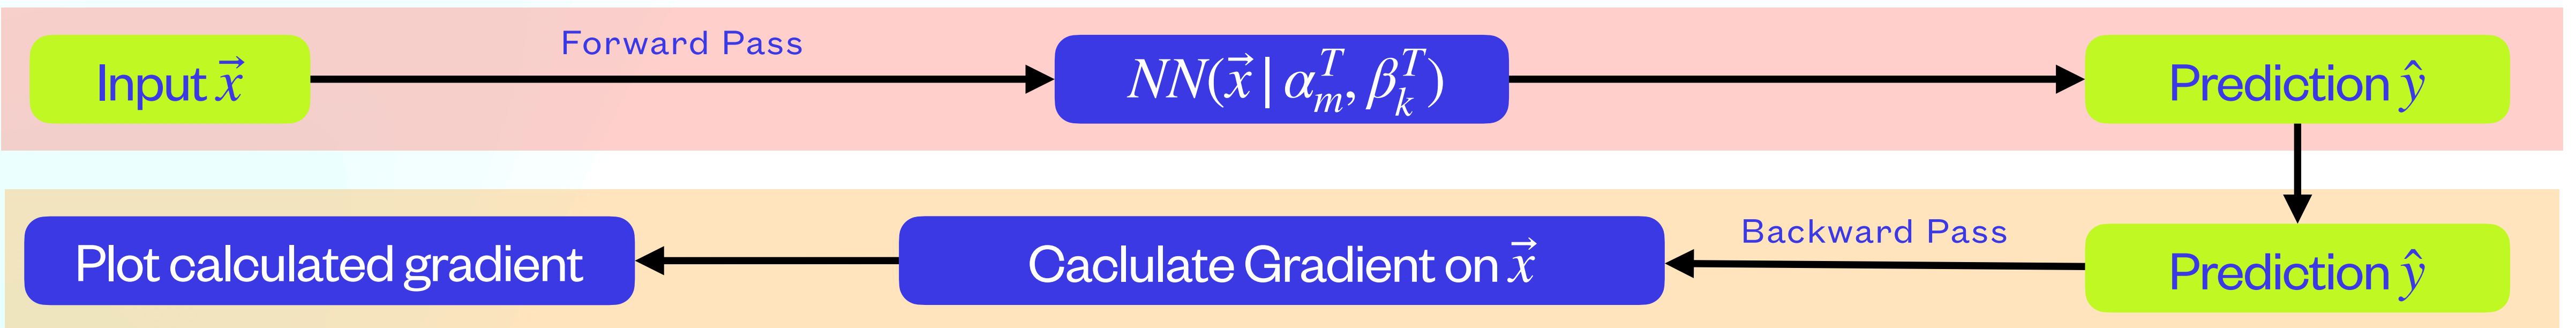 Forward Pass
Input x⃗
NN(x⃗ | α_m^T, β_k^T)
Prediction ŷ
Backward Pass
Plot calculated gradient
Caclulate Gradient on x⃗
Prediction ŷ